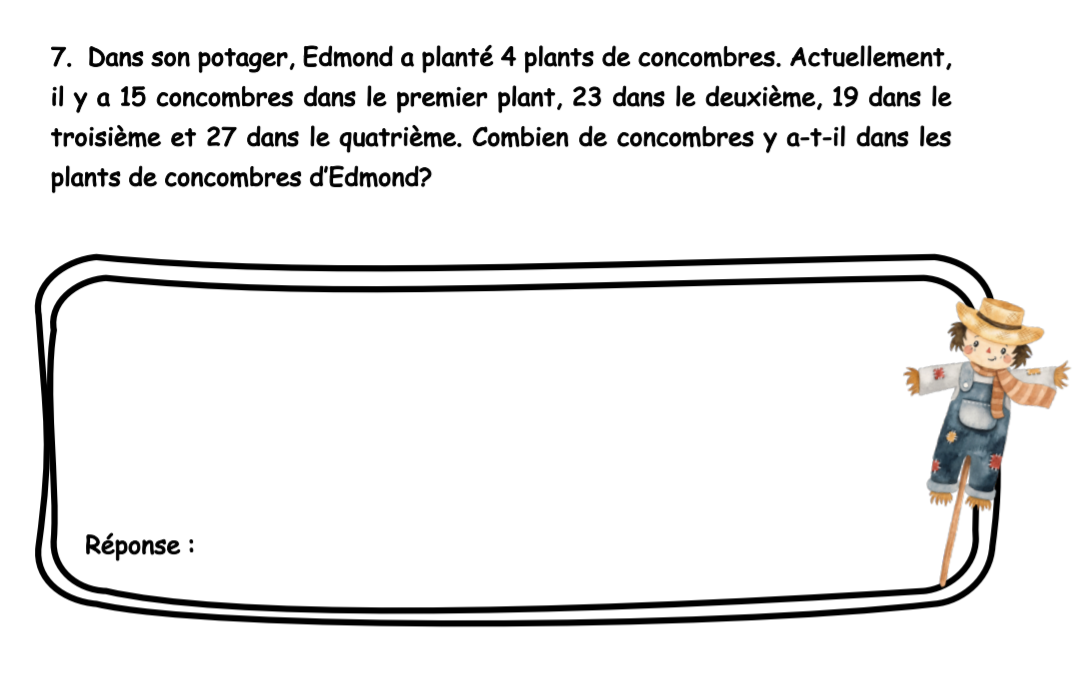 7. Dans son potager, Edmond a planté 4 plants de concombres. Actuellement,
il y a 15 concombres dans le premier plant, 23 dans le deuxième, 19 dans le
troisième et 27 dans le quatrième. Combien de concombres y a-t-il dans les
plants de concombres d'Edmond?
Réponse :